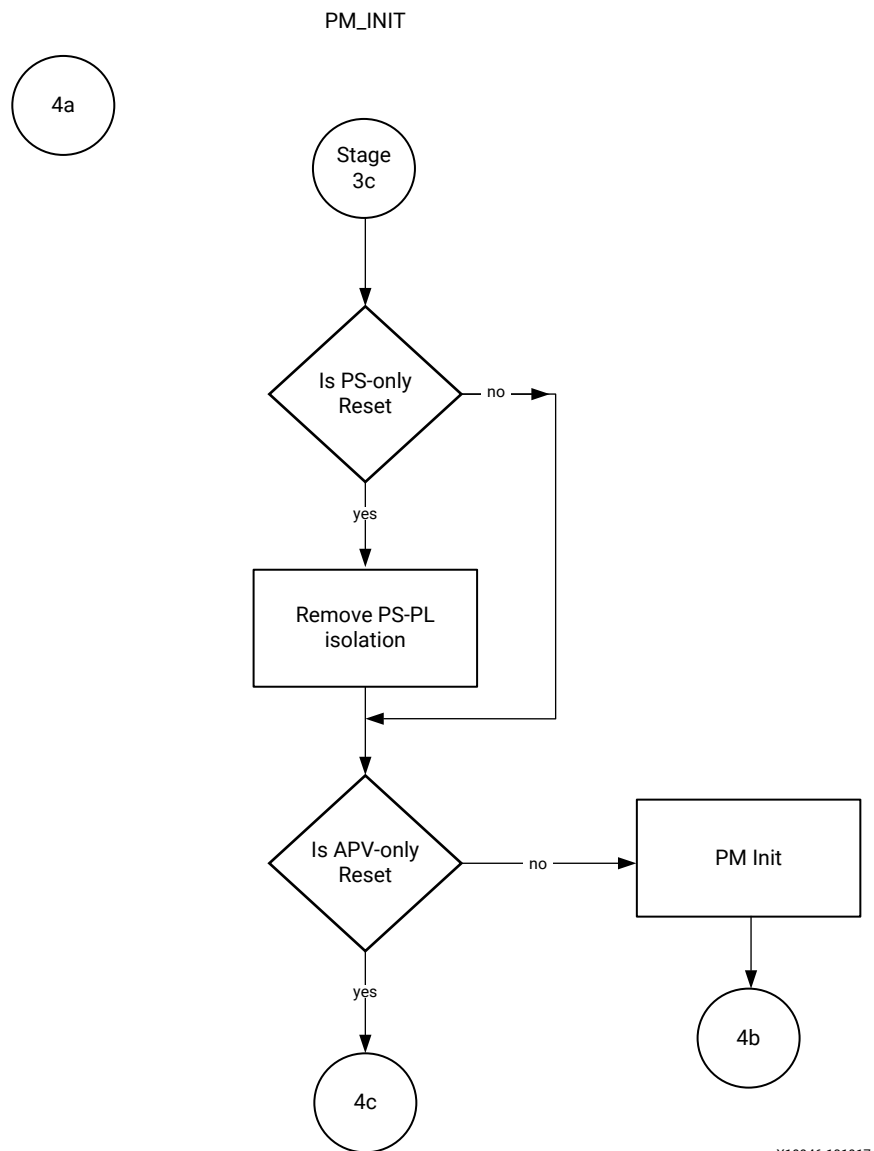 PM_INIT
4a
Stage
3c
Is PS-only
Reset
no
yes
Remove PS-PL
isolation
Is APV-only
Reset
no
PM Init
yes
4b
4c